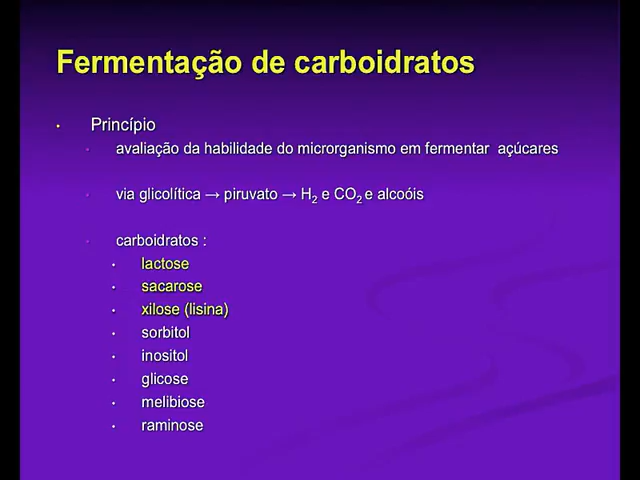 Fermentação de carboidratos
• Princípio
• avaliação da habilidade do microrganismo em fermentar açúcares
• via glicolítica → piruvato → H₂ e CO₂ e alcoóis
• carboidratos :
• lactose
• sacarose
• xilose (lisina)
• sorbitol
• inositol
• glicose
• melibiose
• raminose